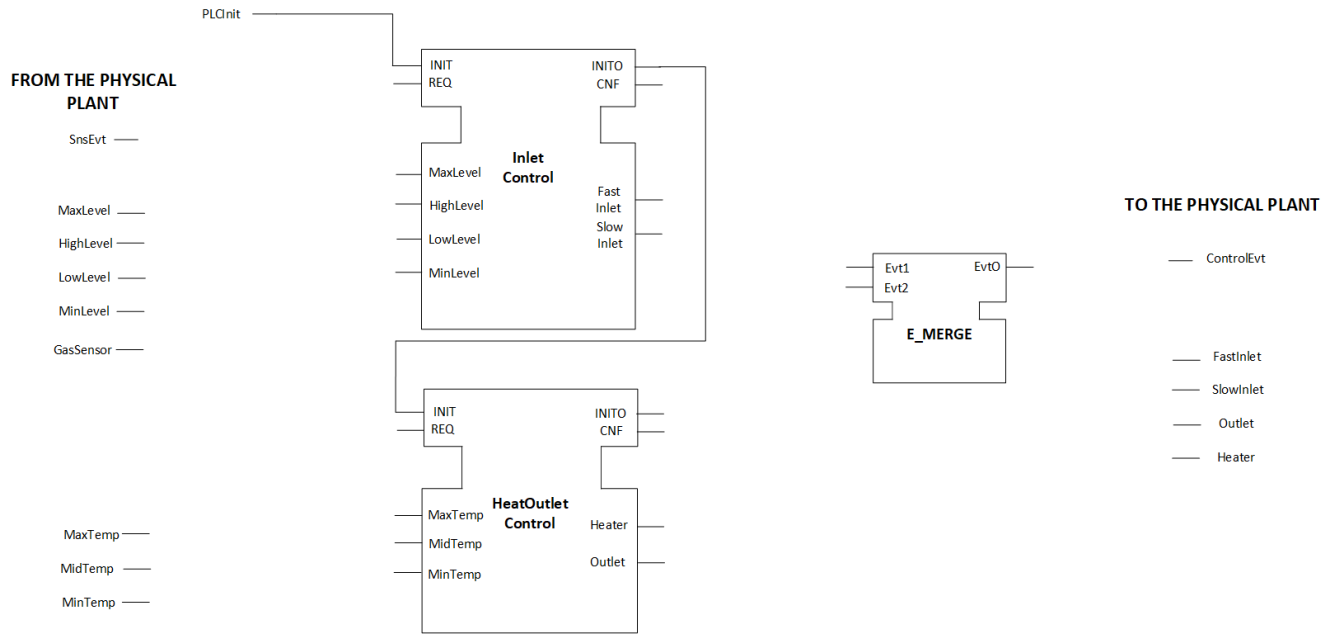 PLCInit
FROM THE PHYSICAL
PLANT
SnsEvt
MaxLevel
HighLevel
LowLevel
MinLevel
GasSensor
MaxTemp
MidTemp
MinTemp
INIT
REQ
INITO
CNF
Inlet
Control
MaxLevel
HighLevel
LowLevel
MinLevel
Fast
Inlet
Slow
Inlet
INIT
REQ
INITO
CNF
HeatOutlet
Control
MaxTemp
MidTemp
MinTemp
Heater
Outlet
Evt1
Evt2
EvtO
E_MERGE
TO THE PHYSICAL PLANT
ControlEvt
FastInlet
SlowInlet
Outlet
Heater